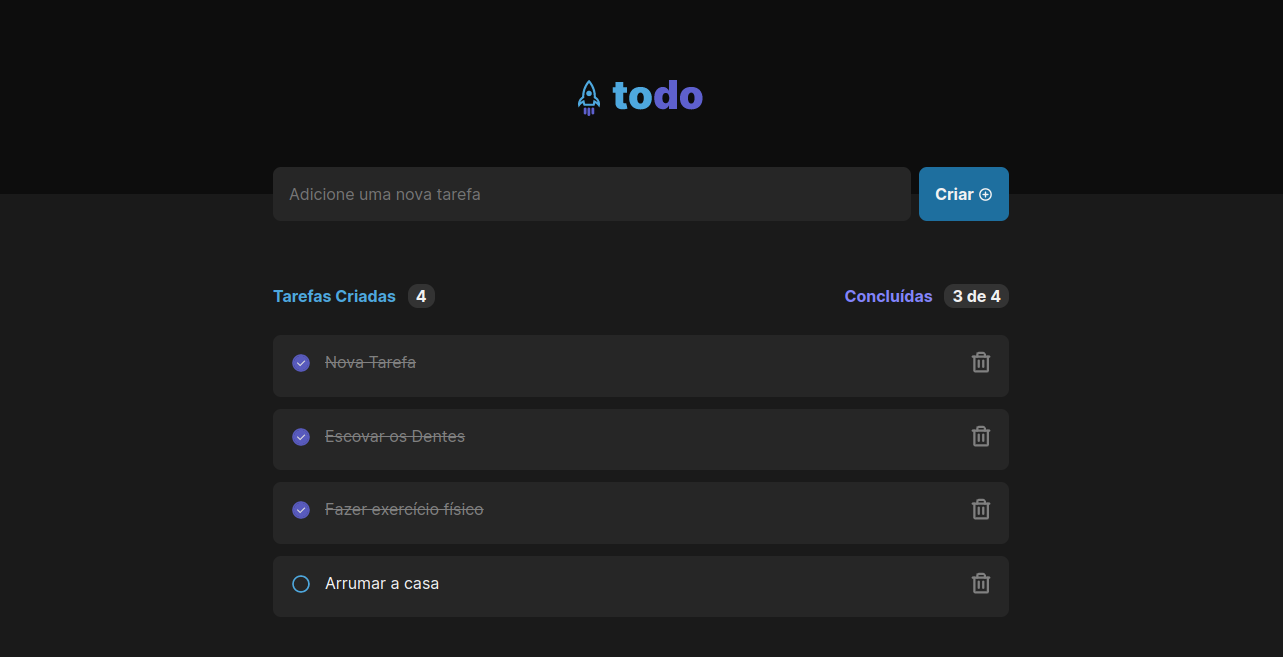 todo
Adicione uma nova tarefa
Criar
Tarefas Criadas 4
Concluídas 3 de 4
Nova Tarefa
Escovar os Dentes
Fazer exercício físico
Arrumar a casa